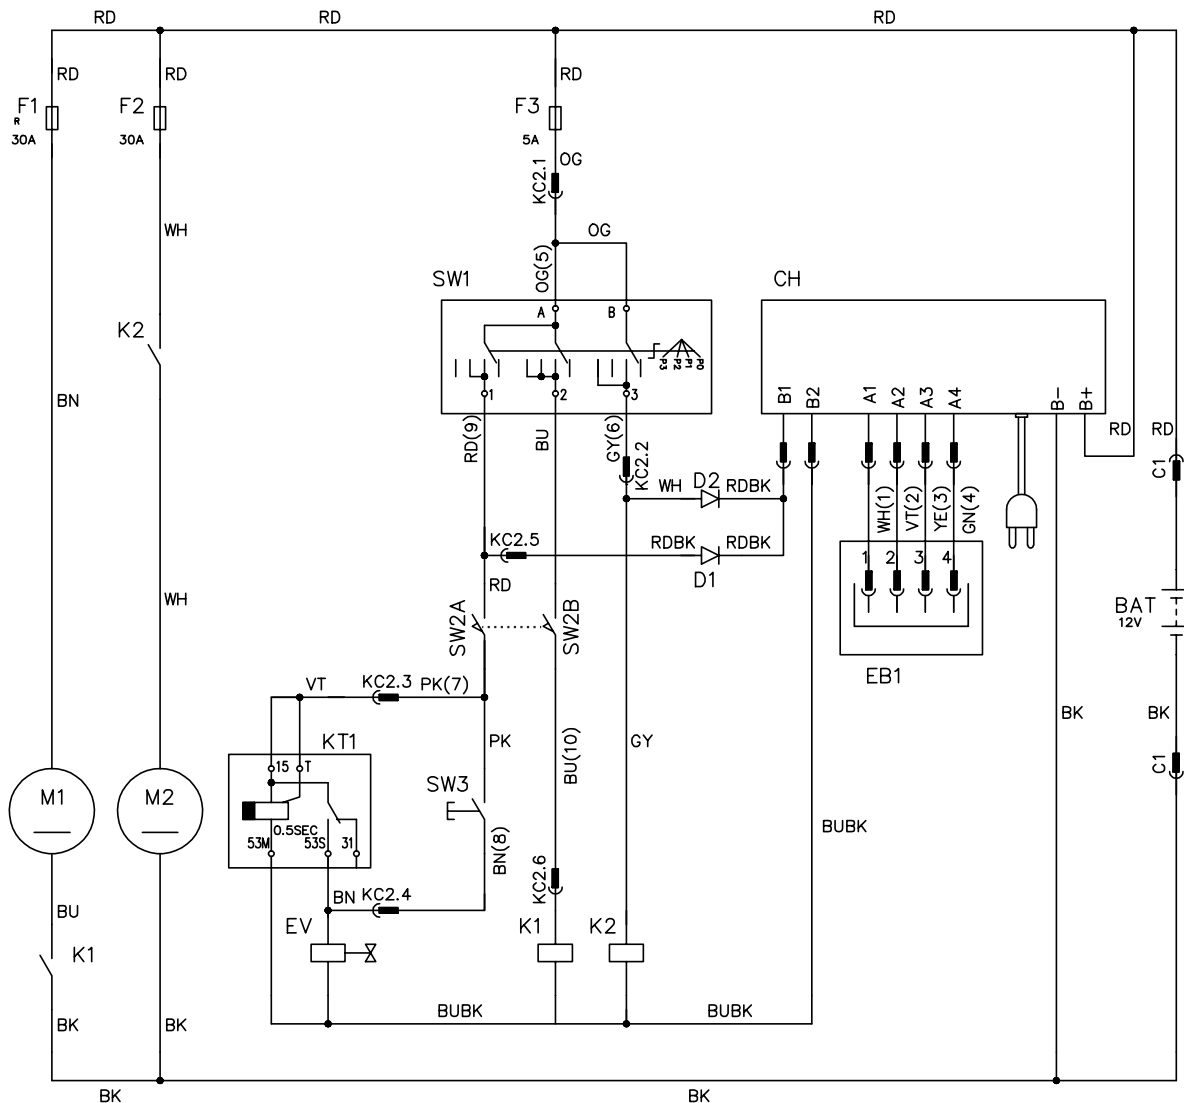 RD
RD
RD
RD
RD
RD
F1
R
30A
F2
30A
F3
5A
OG
KC2.1
WH
OG
OG(5)
SW1
CH
A
B
P3
P2
P1
P0
K2
1
2
3
BN
B1
B2
A1
A2
A3
A4
B-
B+
RD
RD
RD(9)
BU
GY(6)
KC2.2
C1
WH
D2
RDBK
WH(1)
VT(2)
YE(3)
GN(4)
KC2.5
RDBK
RDBK
D1
1
2
3
4
RD
WH
SW2A
SW2B
BAT
12V
EB1
VT
KC2.3
PK(7)
BK
BK
KT1
PK
BU(10)
GY
15
T
C1
M1
M2
SW3
0.5SEC
53M
53S
31
BN(8)
BUBK
BN
KC2.4
KC2.6
BU
EV
K1
K2
K1
BUBK
BUBK
BK
BK
BK
BK